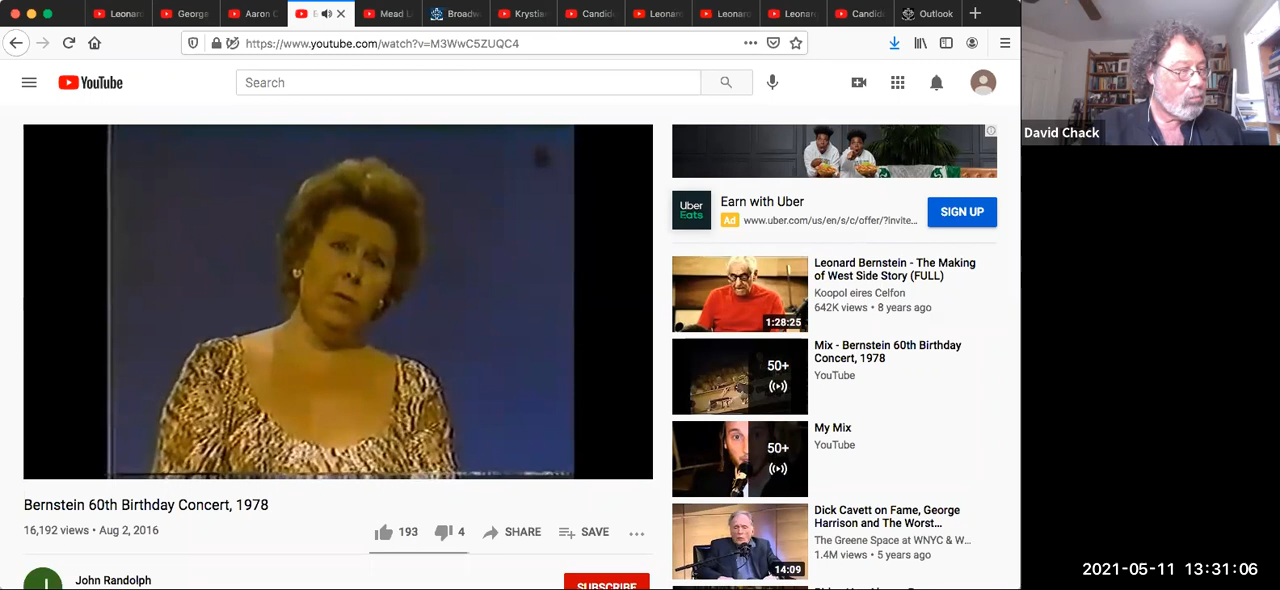 Leonard
George
Aaron C
Mead L
Broadw
Krystian
Candid
Leonard
Leonard
Leonard
Candid
Outlook
https://www.youtube.com/watch?v=M3WwC5ZUQC4
YouTube
Search
David Chack
Uber
Eats
Earn with Uber
Ad www.uber.com/us/en/s/c/offer/?invite...
SIGN UP
Leonard Bernstein - The Making
of West Side Story (FULL)
Koopol eires Celfon
642K views • 8 years ago
1:28:25
Mix - Bernstein 60th Birthday
Concert, 1978
YouTube
50+
My Mix
YouTube
50+
Bernstein 60th Birthday Concert, 1978
16,192 views • Aug 2, 2016
193
4
SHARE
SAVE
Dick Cavett on Fame, George
Harrison and The Worst...
The Greene Space at WNYC & W...
1.4M views • 5 years ago
14:09
J
John Randolph
SUBSCRIBE
2021-05-11 13:31:06